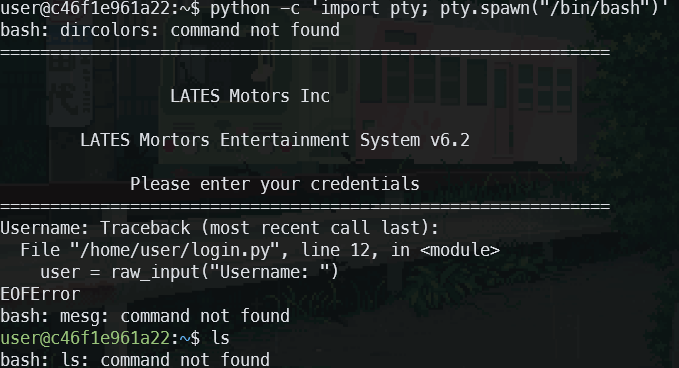 user@c46f1e961a22:~$ python -c 'import pty; pty.spawn("/bin/bash")'
bash: dircolors: command not found
=============================================================
LATES Motors Inc
LATES Mortors Entertainment System v6.2
Please enter your credentials
=============================================================
Username: Traceback (most recent call last):
File "/home/user/login.py", line 12, in <module>
user = raw_input("Username: ")
EOFError
bash: mesg: command not found
user@c46f1e961a22:~$ ls
bash: ls: command not found